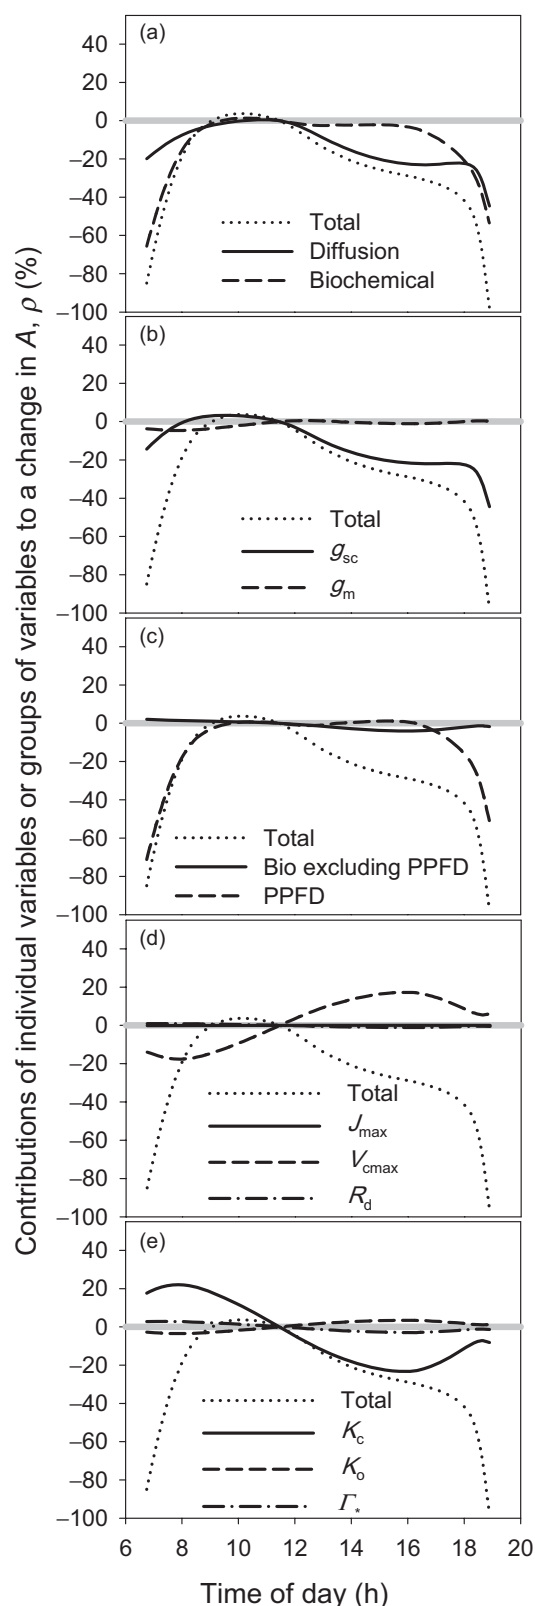 Contributions of individual variables or groups of variables to a change in A, ρ (%)
(a)
40
20
0
–20
–40
–60
–80
–100
Total
Diffusion
Biochemical
(b)
40
20
0
–20
–40
–60
–80
–100
Total
gsc
gm
(c)
40
20
0
–20
–40
–60
–80
–100
Total
Bio excluding PPFD
PPFD
(d)
40
20
0
–20
–40
–60
–80
–100
Total
Jmax
Vcmax
Rd
(e)
40
20
0
–20
–40
–60
–80
–100
Total
Kc
Ko
Γ*
6 8 10 12 14 16 18 20
Time of day (h)